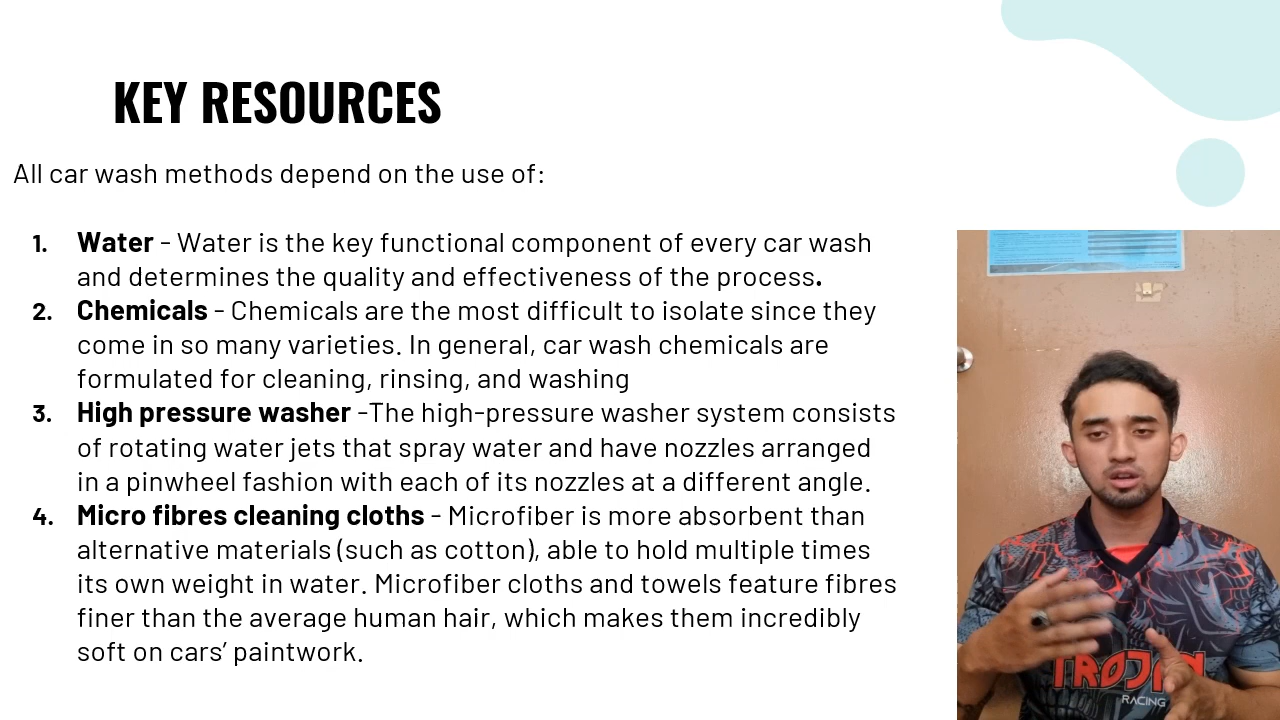 KEY RESOURCES
All car wash methods depend on the use of:
1. Water - Water is the key functional component of every car wash
and determines the quality and effectiveness of the process.
2. Chemicals - Chemicals are the most difficult to isolate since they
come in so many varieties. In general, car wash chemicals are
formulated for cleaning, rinsing, and washing
3. High pressure washer -The high-pressure washer system consists
of rotating water jets that spray water and have nozzles arranged
in a pinwheel fashion with each of its nozzles at a different angle.
4. Micro fibres cleaning cloths - Microfiber is more absorbent than
alternative materials (such as cotton), able to hold multiple times
its own weight in water. Microfiber cloths and towels feature fibres
finer than the average human hair, which makes them incredibly
soft on cars’ paintwork.
TROJAN
RACING